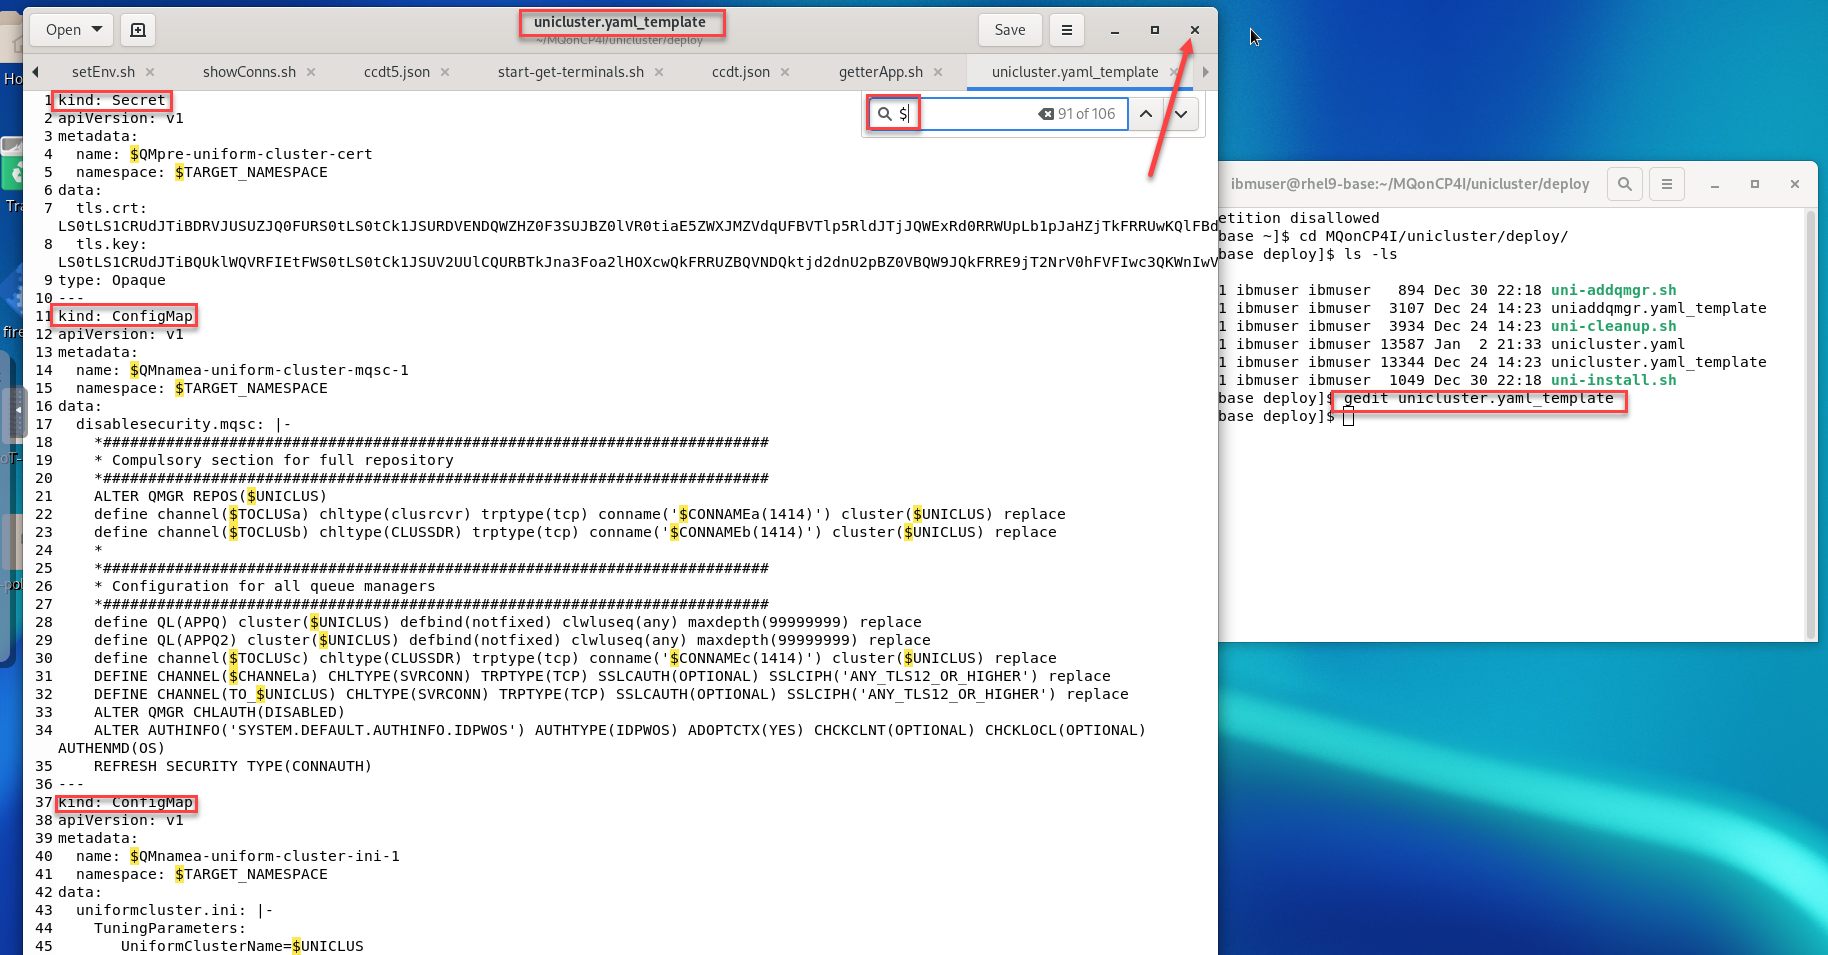 Open
unicluster.yaml_template
~/MQonCP4I/unicluster/deploy
Save
setEnv.sh
showConns.sh
ccdt5.json
start-get-terminals.sh
ccdt.json
getterApp.sh
unicluster.yaml_template
$
91 of 106
1 kind: Secret
2 apiVersion: v1
3 metadata:
4 name: $QMpre-uniform-cluster-cert
5 namespace: $TARGET_NAMESPACE
6 data:
7 tls.crt:
8 tls.key:
9 type: Opaque
10 ---
11 kind: ConfigMap
12 apiVersion: v1
13 metadata:
14 name: $QMnamea-uniform-cluster-mqsc-1
15 namespace: $TARGET_NAMESPACE
16 data:
17 disablesecurity.mqsc: |-
18 *##########################################################################
19 * Compulsory section for full repository
20 *##########################################################################
21 ALTER QMGR REPOS($UNICLUS)
22 define channel($TOCLUSa) chltype(clusrcvr) trptype(tcp) conname('$CONNAMEa(1414)') cluster($UNICLUS) replace
23 define channel($TOCLUSb) chltype(CLUSSDR) trptype(tcp) conname('$CONNAMEb(1414)') cluster($UNICLUS) replace
24 *
25 *##########################################################################
26 * Configuration for all queue managers
27 *##########################################################################
28 define QL(APPQ) cluster($UNICLUS) defbind(notfixed) clwluseq(any) maxdepth(99999999) replace
29 define QL(APPQ2) cluster($UNICLUS) defbind(notfixed) clwluseq(any) maxdepth(99999999) replace
30 define channel($TOCLUSc) chltype(CLUSSDR) trptype(tcp) conname('$CONNAMEc(1414)') cluster($UNICLUS) replace
31 DEFINE CHANNEL($CHANNELa) CHLTYPE(SVRCONN) TRPTYPE(TCP) SSLCAUTH(OPTIONAL) SSLCIPH('ANY_TLS12_OR_HIGHER') replace
32 DEFINE CHANNEL(TO_$UNICLUS) CHLTYPE(SVRCONN) TRPTYPE(TCP) SSLCAUTH(OPTIONAL) SSLCIPH('ANY_TLS12_OR_HIGHER') replace
33 ALTER QMGR CHLAUTH(DISABLED)
34 ALTER AUTHINFO('SYSTEM.DEFAULT.AUTHINFO.IDPWOS') AUTHTYPE(IDPWOS) ADOPTCTX(YES) CHCKCLNT(OPTIONAL) CHCKLOCL(OPTIONAL)
AUTHENMD(OS)
35 REFRESH SECURITY TYPE(CONNAUTH)
36 ---
37 kind: ConfigMap
38 apiVersion: v1
39 metadata:
40 name: $QMnamea-uniform-cluster-ini-1
41 namespace: $TARGET_NAMESPACE
42 data:
43 uniformcluster.ini: |-
44 TuningParameters:
45 UniformClusterName=$UNICLUS
ibmuser@rhel9-base:~/MQonCP4I/unicluster/deploy
etition disallowed
base ~]$ cd MQonCP4I/unicluster/deploy/
base deploy]$ ls -ls
1 ibmuser ibmuser 894 Dec 30 22:18 uni-addqmgr.sh
1 ibmuser ibmuser 3107 Dec 24 14:23 uniaddqmgr.yaml_template
1 ibmuser ibmuser 3934 Dec 24 14:23 uni-cleanup.sh
1 ibmuser ibmuser 13587 Jan 2 21:33 unicluster.yaml
1 ibmuser ibmuser 13344 Dec 24 14:23 unicluster.yaml_template
1 ibmuser ibmuser 1049 Dec 30 22:18 uni-install.sh
base deploy]$ gedit unicluster.yaml_template
base deploy]$